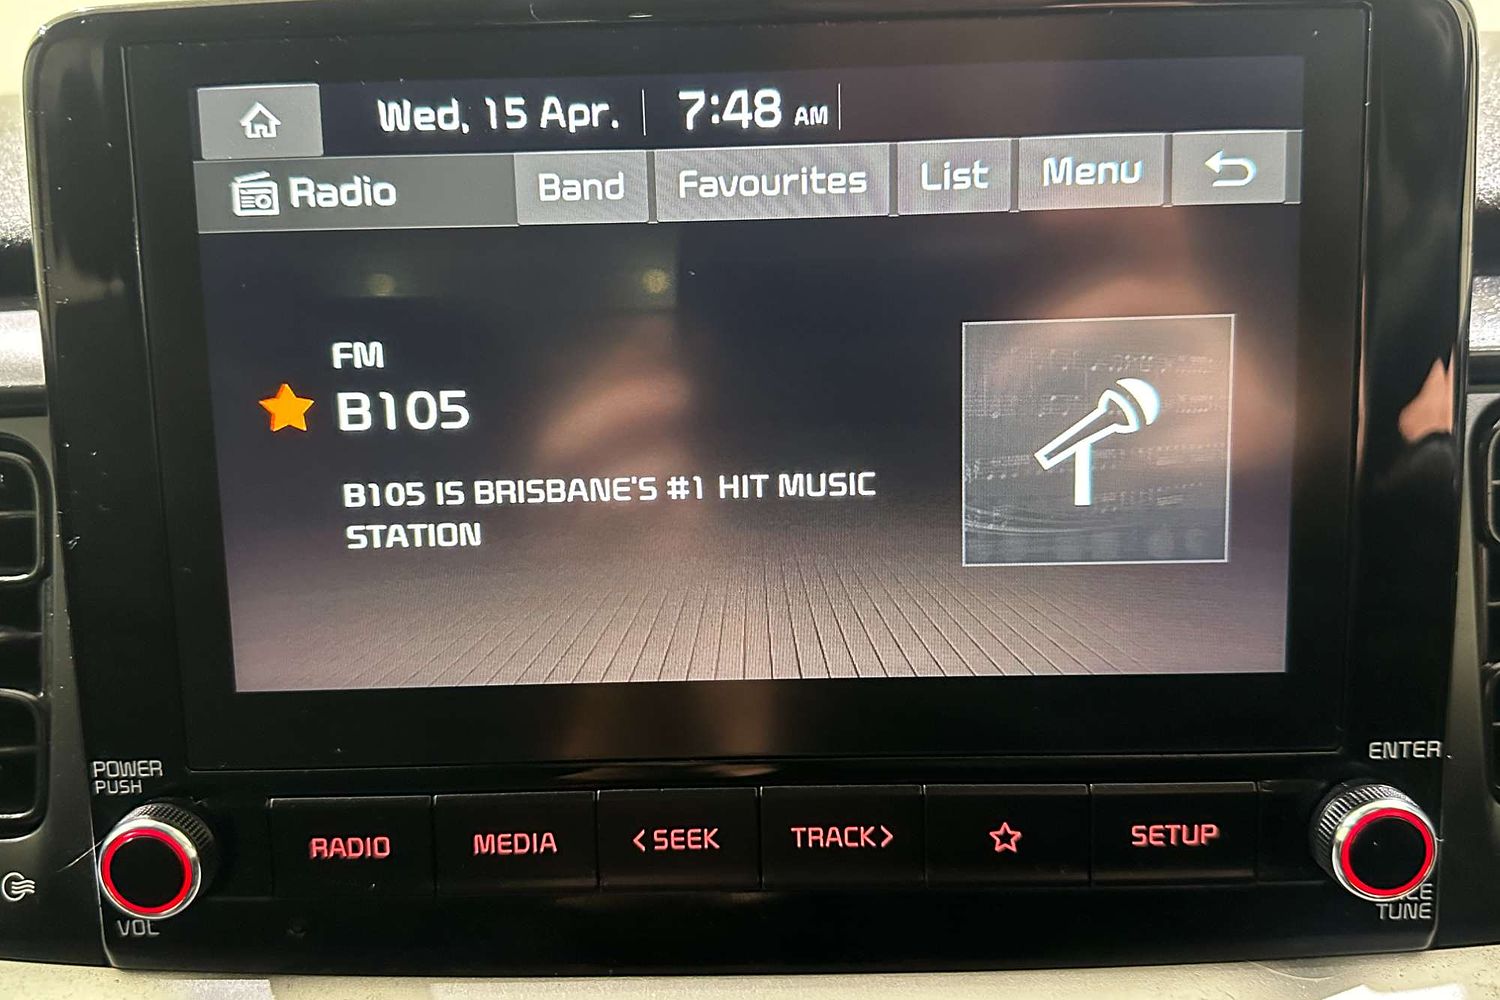 Wed, 15 Apr. 7:48 AM
Radio Band Favourites List Menu
FM
B105
B105 IS BRISBANE'S #1 HIT MUSIC
STATION
POWER
PUSH
ENTER
RADIO MEDIA <SEEK TRACK> SETUP
VOL
TUNE